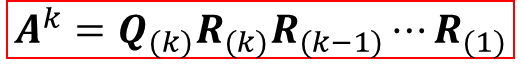 A^k = Q_(k) R_(k) R_(k−1) ⋯ R_(1)